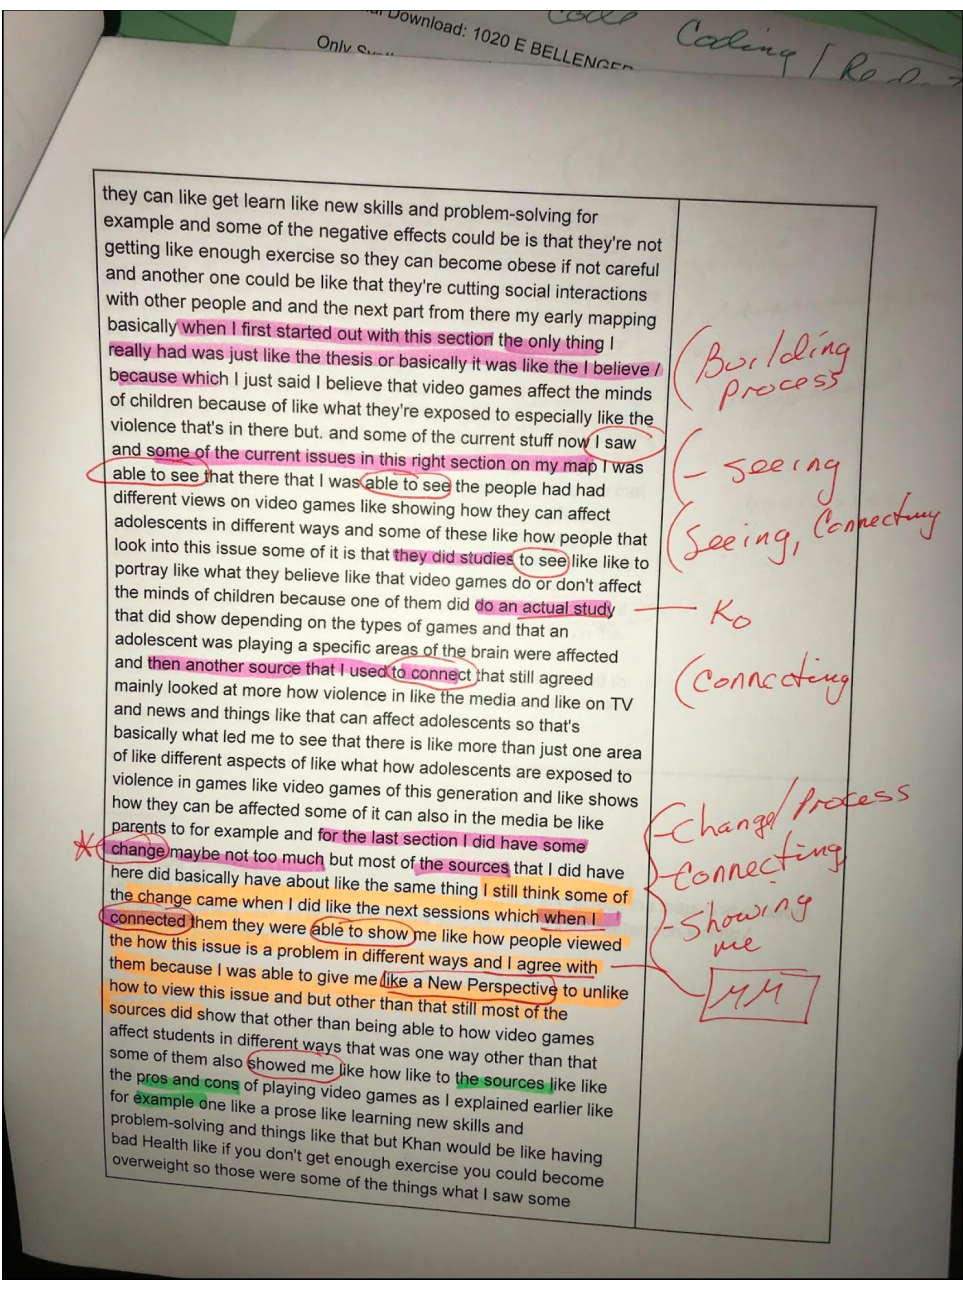 Download: 1020 E BELLENGER
Only
Code
Coding /
they can like get learn like new skills and problem-solving for
example and some of the negative effects could be is that they're not
getting like enough exercise so they can become obese if not careful
and another one could be like that they're cutting social interactions
with other people and and the next part from there my early mapping
basically when I first started out with this section the only thing I
really had was just like the thesis or basically it was like the I believe /
because which I just said I believe that video games affect the minds
of children because of like what they're exposed to especially like the
violence that's in there but. and some of the current stuff now I saw
and some of the current issues in this right section on my map I was
able to see that there that I was able to see the people had had
different views on video games like showing how they can affect
adolescents in different ways and some of these like how people that
look into this issue some of it is that they did studies to see like like to
portray like what they believe like that video games do or don't affect
the minds of children because one of them did do an actual study
that did show depending on the types of games and that an
adolescent was playing a specific areas of the brain were affected
and then another source that I used to connect that still agreed
mainly looked at more how violence in like the media and like on TV
and news and things like that can affect adolescents so that's
basically what led me to see that there is like more than just one area
of like different aspects of like what how adolescents are exposed to
violence in games like video games of this generation and like shows
how they can be affected some of it can also in the media be like
parents to for example and for the last section I did have some
change maybe not too much but most of the sources that I did have
here did basically have about like the same thing I still think some of
the change came when I did like the next sessions which when I
connected them they were able to show me like how people viewed
the how this issue is a problem in different ways and I agree with
them because I was able to give me like a New Perspective to unlike
how to view this issue and but other than that still most of the
sources did show that other than being able to how video games
affect students in different ways that was one way other than that
some of them also showed me like how like to the sources like like
the pros and cons of playing video games as I explained earlier like
for example one like a prose like learning new skills and
problem-solving and things like that but Khan would be like having
bad Health like if you don't get enough exercise you could become
overweight so those were some of the things what I saw some
Building
Process
- Seeing
Seeing, Connecting
Ko
Connecting
- Change/Process
- Connecting
- Showing
me
MM